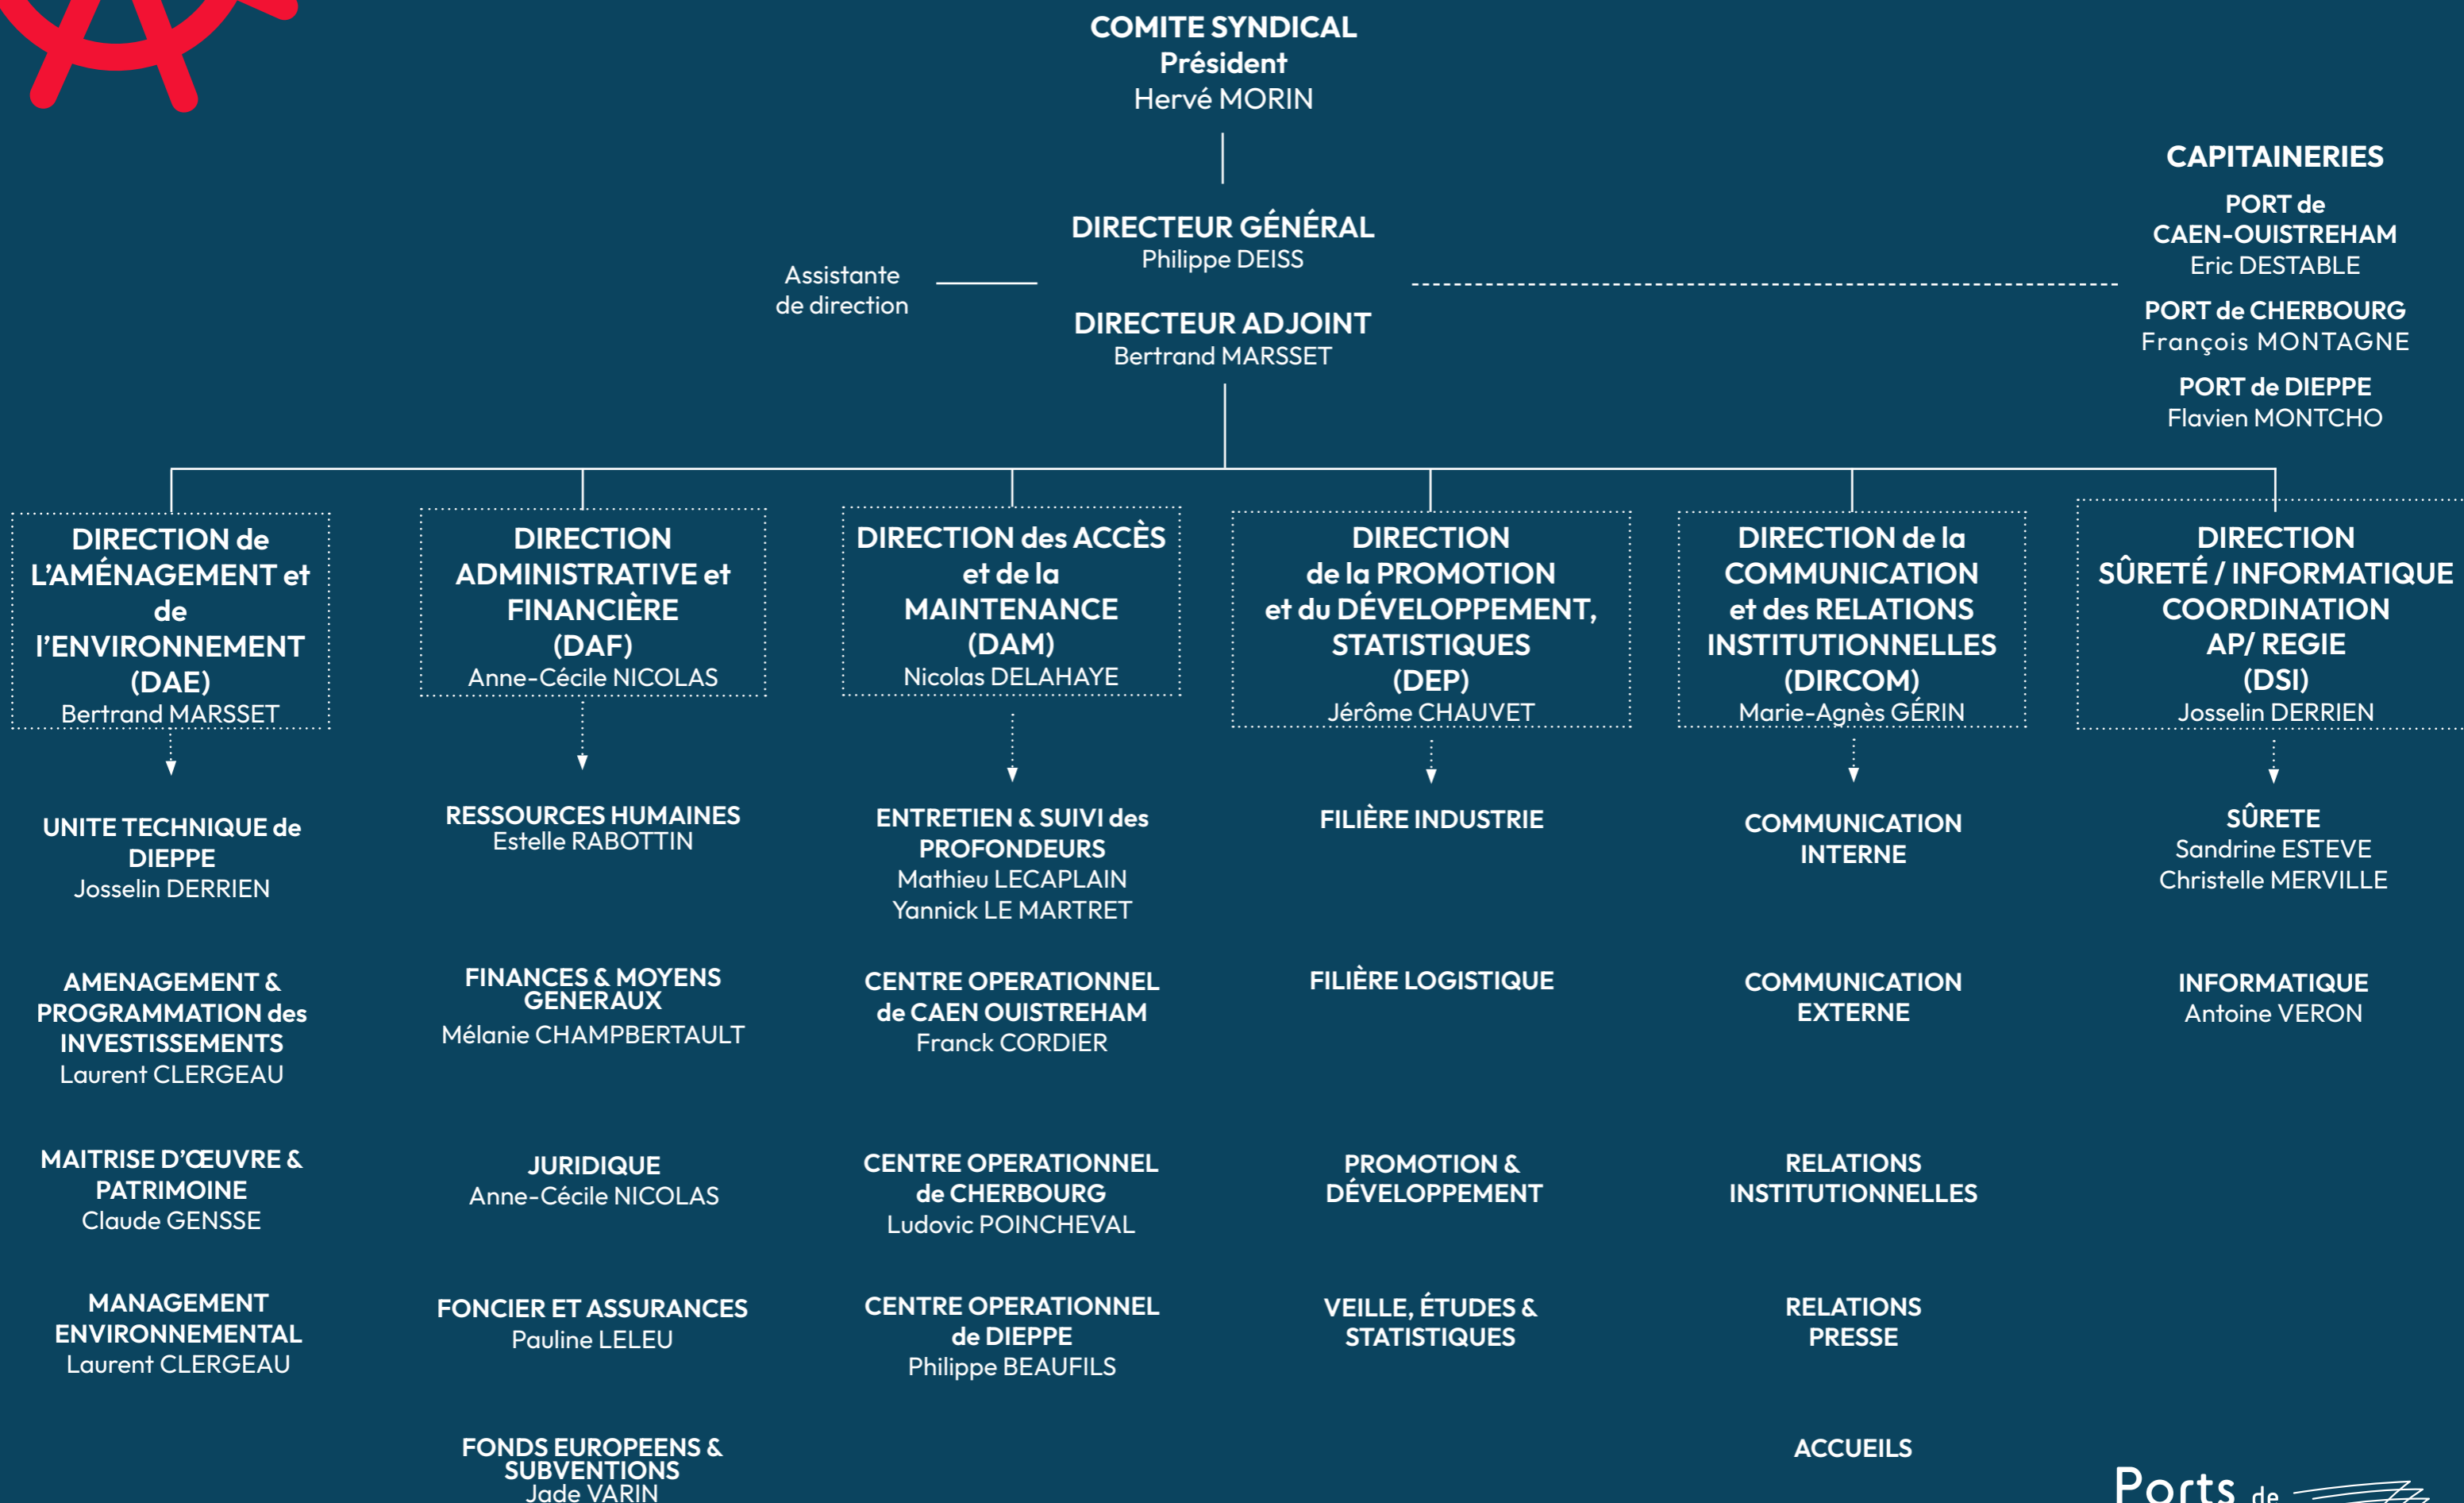 COMITE SYNDICAL
Président
Hervé MORIN
DIRECTEUR GÉNÉRAL
Philippe DEISS
Assistante
de direction
DIRECTEUR ADJOINT
Bertrand MARSSET
CAPITAINERIES
PORT de
CAEN-OUISTREHAM
Eric DESTABLE
PORT de CHERBOURG
François MONTAGNE
PORT de DIEPPE
Flavien MONTCHO
DIRECTION de
L'AMÉNAGEMENT et
de
l'ENVIRONNEMENT
(DAE)
Bertrand MARSSET
UNITE TECHNIQUE de
DIEPPE
Josselin DERRIEN
AMENAGEMENT &
PROGRAMMATION des
INVESTISSEMENTS
Laurent CLERGEAU
MAITRISE D'ŒUVRE &
PATRIMOINE
Claude GENSSE
MANAGEMENT
ENVIRONNEMENTAL
Laurent CLERGEAU
DIRECTION
ADMINISTRATIVE et
FINANCIÈRE
(DAF)
Anne-Cécile NICOLAS
RESSOURCES HUMAINES
Estelle RABOTTIN
FINANCES & MOYENS
GENERAUX
Mélanie CHAMPBERTAULT
JURIDIQUE
Anne-Cécile NICOLAS
FONCIER ET ASSURANCES
Pauline LELEU
FONDS EUROPEENS &
SUBVENTIONS
Jade VARIN
DIRECTION des ACCÈS
et de la
MAINTENANCE
(DAM)
Nicolas DELAHAYE
ENTRETIEN & SUIVI des
PROFONDEURS
Mathieu LECAPLAIN
Yannick LE MARTRET
CENTRE OPERATIONNEL
de CAEN OUISTREHAM
Franck CORDIER
CENTRE OPERATIONNEL
de CHERBOURG
Ludovic POINCHEVAL
CENTRE OPERATIONNEL
de DIEPPE
Philippe BEAUFILS
DIRECTION
de la PROMOTION
et du DÉVELOPPEMENT,
STATISTIQUES
(DEP)
Jérôme CHAUVET
FILIÈRE INDUSTRIE
FILIÈRE LOGISTIQUE
PROMOTION &
DÉVELOPPEMENT
VEILLE, ÉTUDES &
STATISTIQUES
DIRECTION de la
COMMUNICATION
et des RELATIONS
INSTITUTIONNELLES
(DIRCOM)
Marie-Agnès GÉRIN
COMMUNICATION
INTERNE
COMMUNICATION
EXTERNE
RELATIONS
INSTITUTIONNELLES
RELATIONS
PRESSE
ACCUEILS
DIRECTION
SÛRETÉ / INFORMATIQUE
COORDINATION
AP/ REGIE
(DSI)
Josselin DERRIEN
SÛRETE
Sandrine ESTEVE
Christelle MERVILLE
INFORMATIQUE
Antoine VERON
Ports de